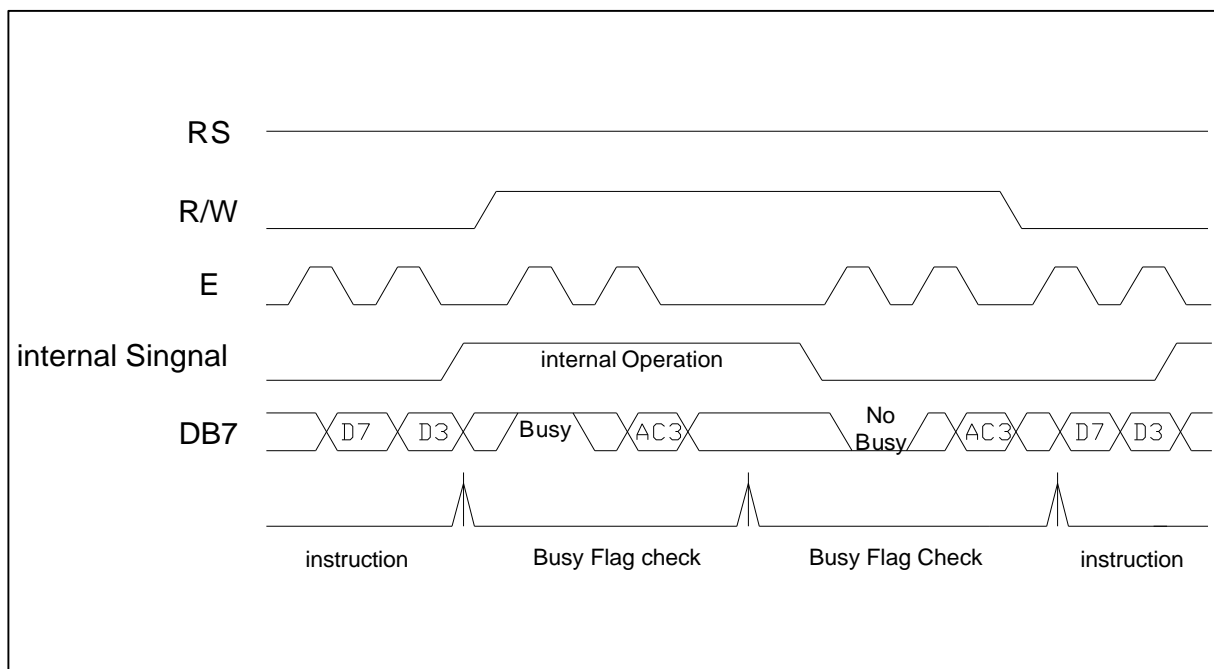 RS
R/W
E
internal Singnal
internal Operation
DB7
D7
D3
Busy
AC3
No
Busy
AC3
D7
D3
instruction
Busy Flag check
Busy Flag Check
instruction